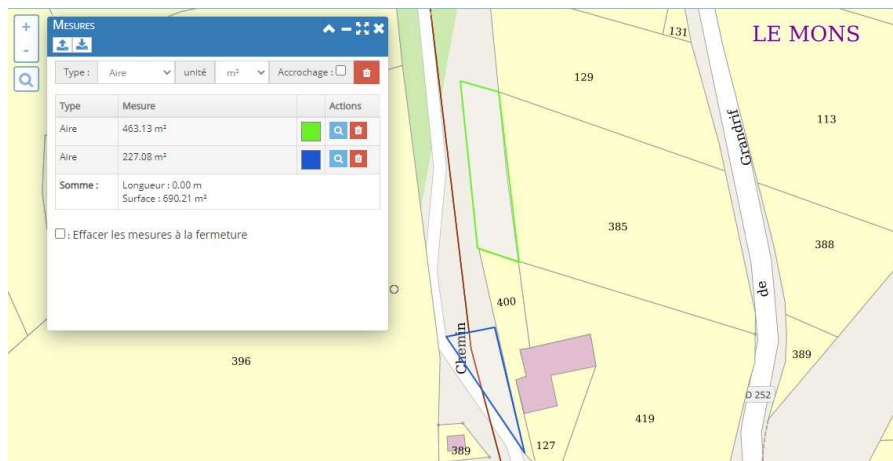 +
-
MESURES
Type :
Aire
unité
m²
Accrochage :
Type
Mesure
Actions
Aire
463.13 m²
Aire
227.08 m²
Somme :
Longueur : 0.00 m
Surface : 690.21 m²
: Effacer les mesures à la fermeture
131
LE MONS
129
113
Grandrif
385
388
de
400
Chemin
396
389
D 252
419
127
389